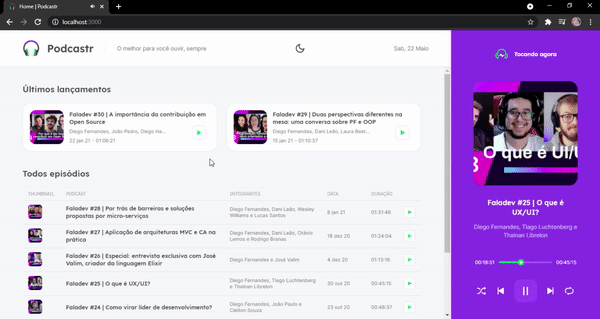 Home | Podcastr
localhost:3000
Podcastr
O melhor para você ouvir, sempre
Sab, 22 Maio
Tocando agora
Últimos lançamentos
Faladev #30 | A importância da contribuição em
Open Source
Diego Fernandes, João Pedro, Diego Ha...
22 jan 21 · 01:06:21
Faladev #29 | Duas perspectivas diferentes na
mesa: uma conversa sobre PF e OOP
Diego Fernandes, Dani Leão, Laura Beat...
15 jan 21 · 01:10:37
Todos episódios
THUMBNAIL PODCAST INTEGRANTES DATA DURAÇÃO
Faladev #28 | Por trás de barreiras e soluções
propostas por micro-serviços
Diego Fernandes, Dani Leão, Wesley
Willians e Lucas Santos
8 jan 21
01:31:46
Faladev #27 | Aplicação de arquiteturas MVC e CA na
prática
Diego Fernandes, Dani Leão, Otávio
Lemos e Rodrigo Branas
18 dez 20
01:24:04
Faladev #26 | Especial: entrevista exclusiva com José
Valim, criador da linguagem Elixir
Diego Fernandes e José Valim
4 dez 20
01:13:18
Faladev #25 | O que é UX/UI?
Diego Fernandes, Tiago Luchtenberg
e Thainan Librelon
30 out 20
00:45:15
Faladev #24 | Como virar líder de desenvolvimento?
Diego Fernandes, João Paulo e
Cleiton Souza
23 out 20
00:46:37
O que é UI/U
Faladev #25 | O que é
UX/UI?
Diego Fernandes, Tiago Luchtenberg e
Thainan Librelon
00:18:51
00:45:15